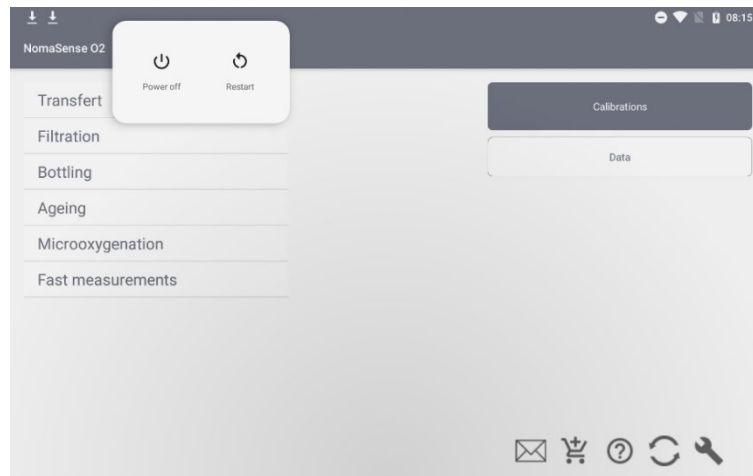 08:15
NomaSense O2
Power off
Restart
Transfert
Filtration
Bottling
Ageing
Microoxygenation
Fast measurements
Calibrations
Data